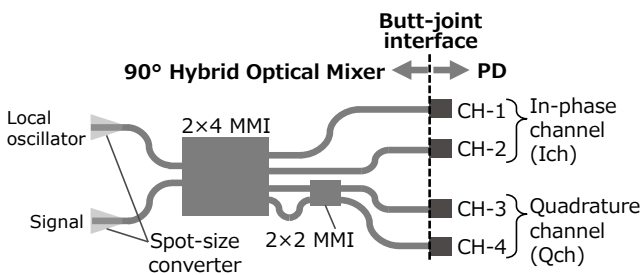 Butt-joint
interface
90° Hybrid Optical Mixer
PD
Local
oscillator
2×4 MMI
CH-1
CH-2
In-phase
channel
(Ich)
Signal
Spot-size
converter
2×2 MMI
CH-3
CH-4
Quadrature
channel
(Qch)